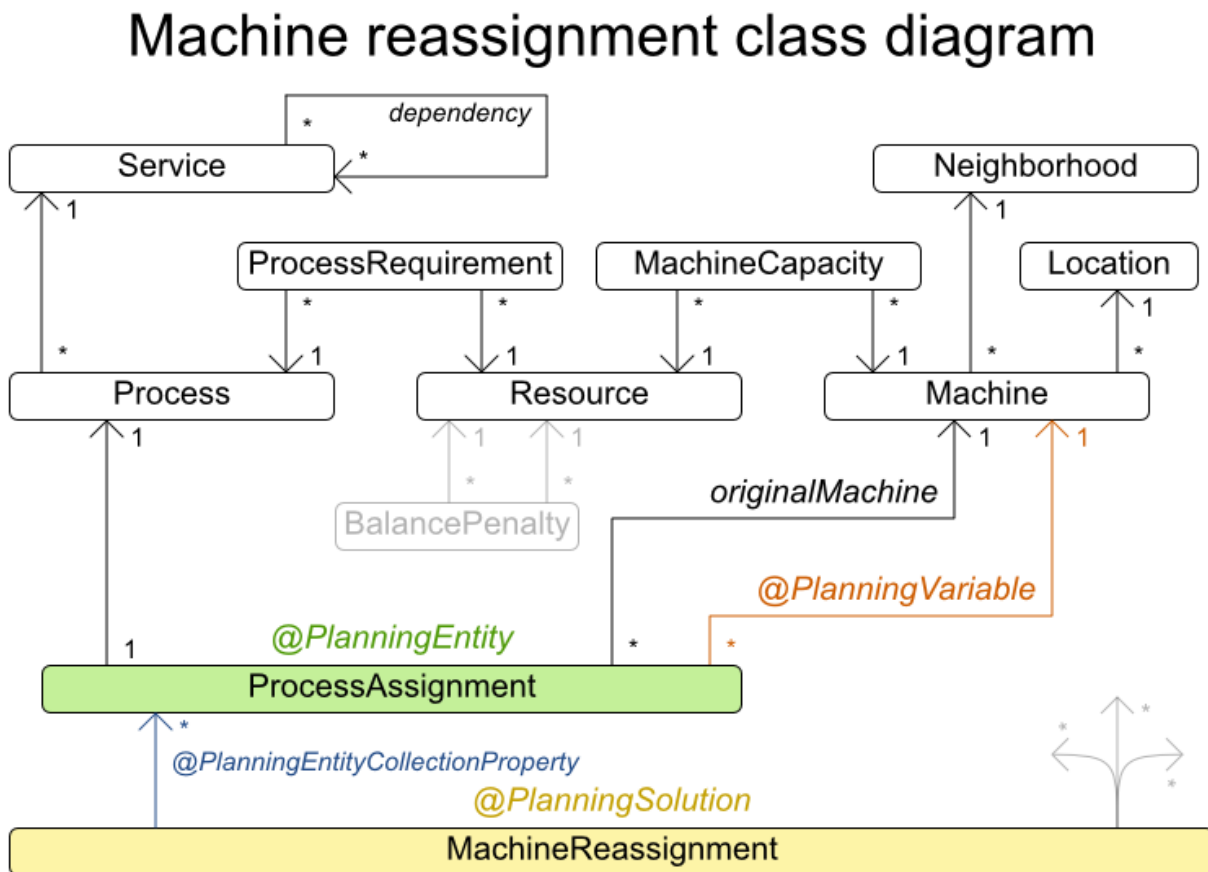 Machine reassignment class diagram
*
dependency
Service
*
Neighborhood
1
1
ProcessRequirement
MachineCapacity
Location
*
*
*
*
1
*
1
1
1
1
*
*
Process
Resource
Machine
1
1
1
1
1
*
*
originalMachine
BalancePenalty
@PlanningVariable
@PlanningEntity
1
*
*
ProcessAssignment
*
*
*
@PlanningEntityCollectionProperty
*
@PlanningSolution
MachineReassignment